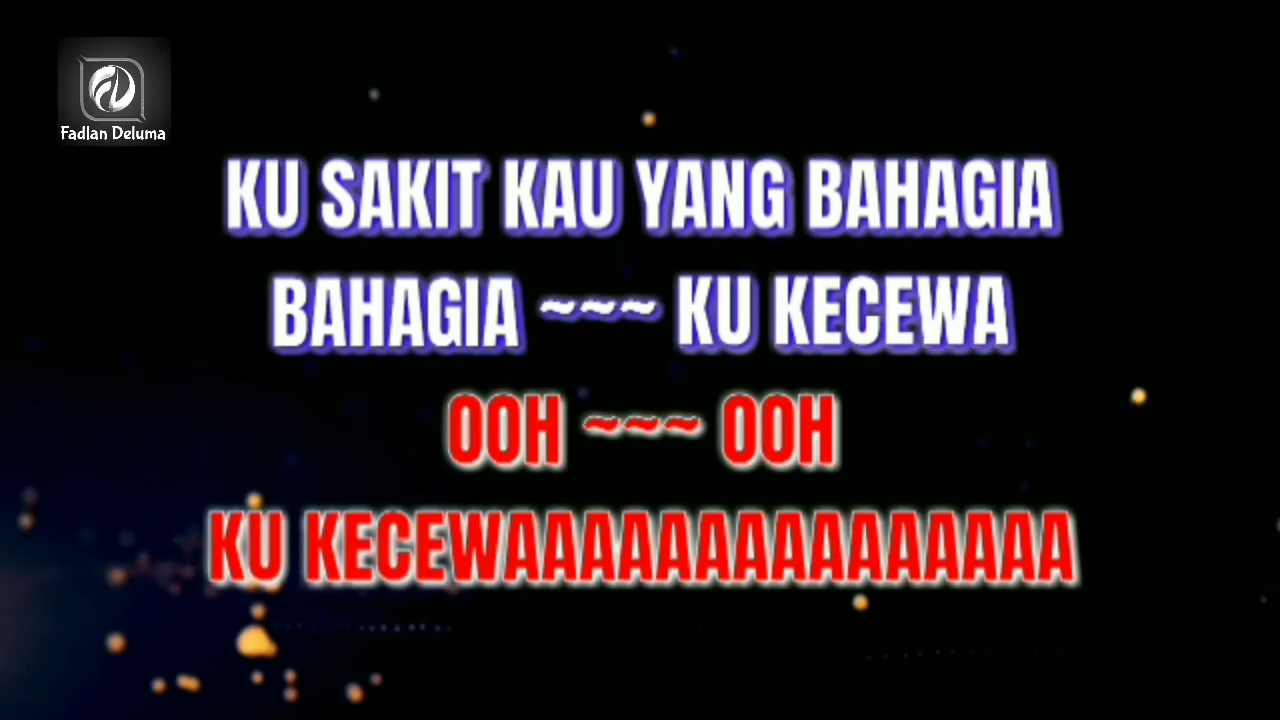 Fadlan Deluma
KU SAKIT KAU YANG BAHAGIA
BAHAGIA ~~~ KU KECEWA
OOH ~~~ OOH
KU KECEWAAAAAAAAAAAAAAA